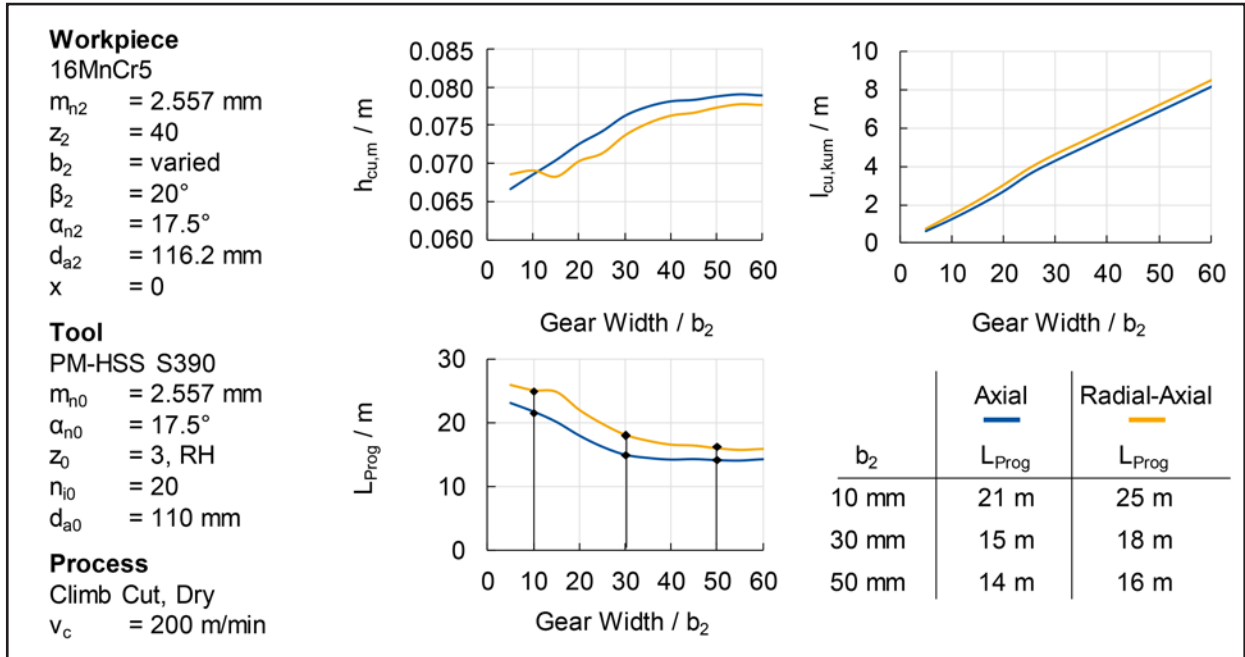 Workpiece
16MnCr5
mn2 = 2.557 mm
z2 = 40
b2 = varied
β2 = 20°
αn2 = 17.5°
da2 = 116.2 mm
x = 0
Tool
PM-HSS S390
mn0 = 2.557 mm
αn0 = 17.5°
z0 = 3, RH
ni0 = 20
da0 = 110 mm
Process
Climb Cut, Dry
vc = 200 m/min
hcu,m / m
0.085
0.080
0.075
0.070
0.065
0.060
0 10 20 30 40 50 60
Gear Width / b2
lcu,kum / m
10
8
6
4
2
0
0 10 20 30 40 50 60
Gear Width / b2
LProg / m
30
20
10
0
0 10 20 30 40 50 60
Gear Width / b2
Axial Radial-Axial
b2 LProg LProg
10 mm 21 m 25 m
30 mm 15 m 18 m
50 mm 14 m 16 m